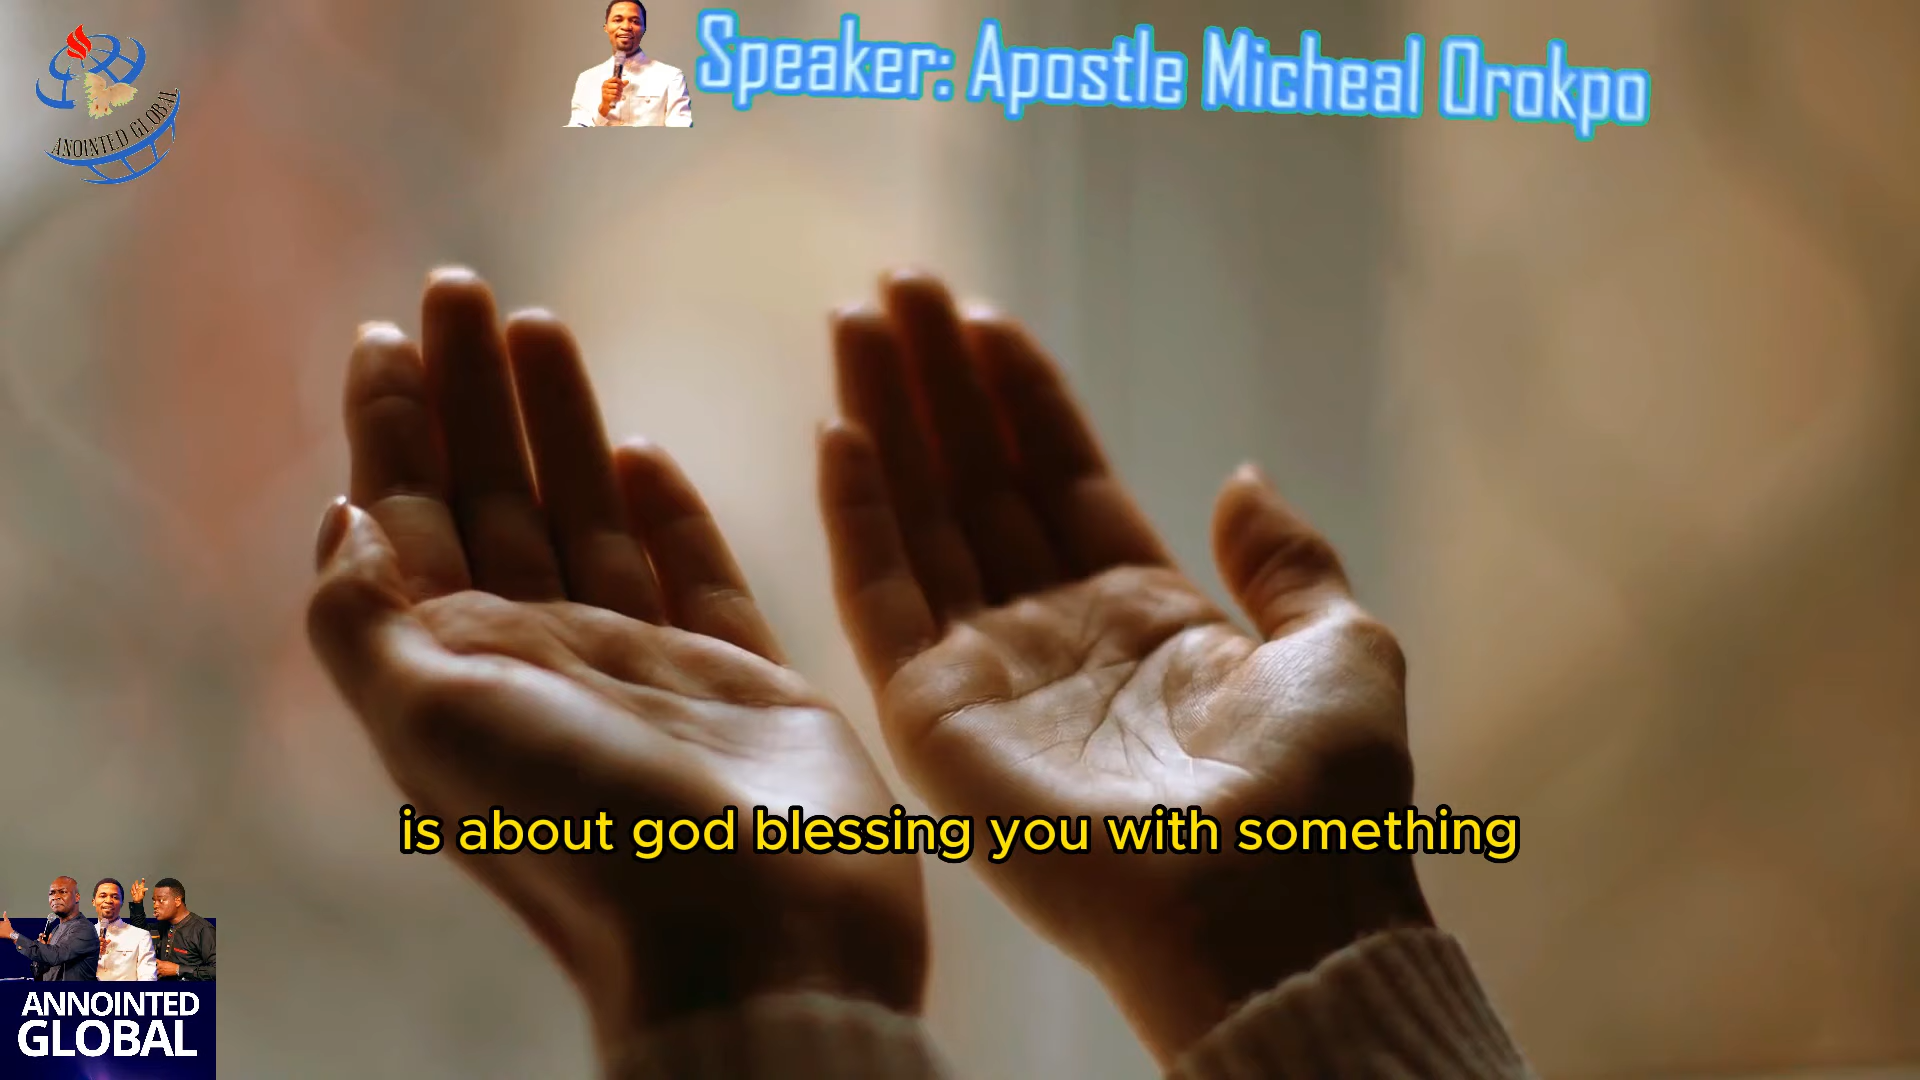 Speaker: Apostle Micheal Orokpo
ANOINTED GLOBAL
is about god blessing you with something
ANNOINTED
GLOBAL